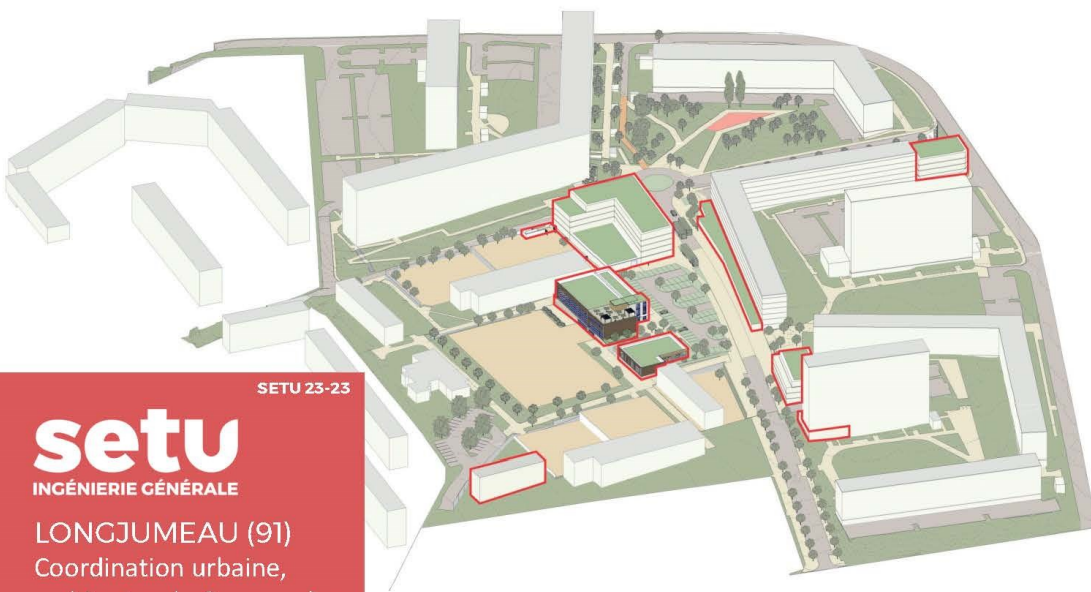 SETU 23-23
setu
INGÉNIERIE GÉNÉRALE
LONGJUMEAU (91)
Coordination urbaine,